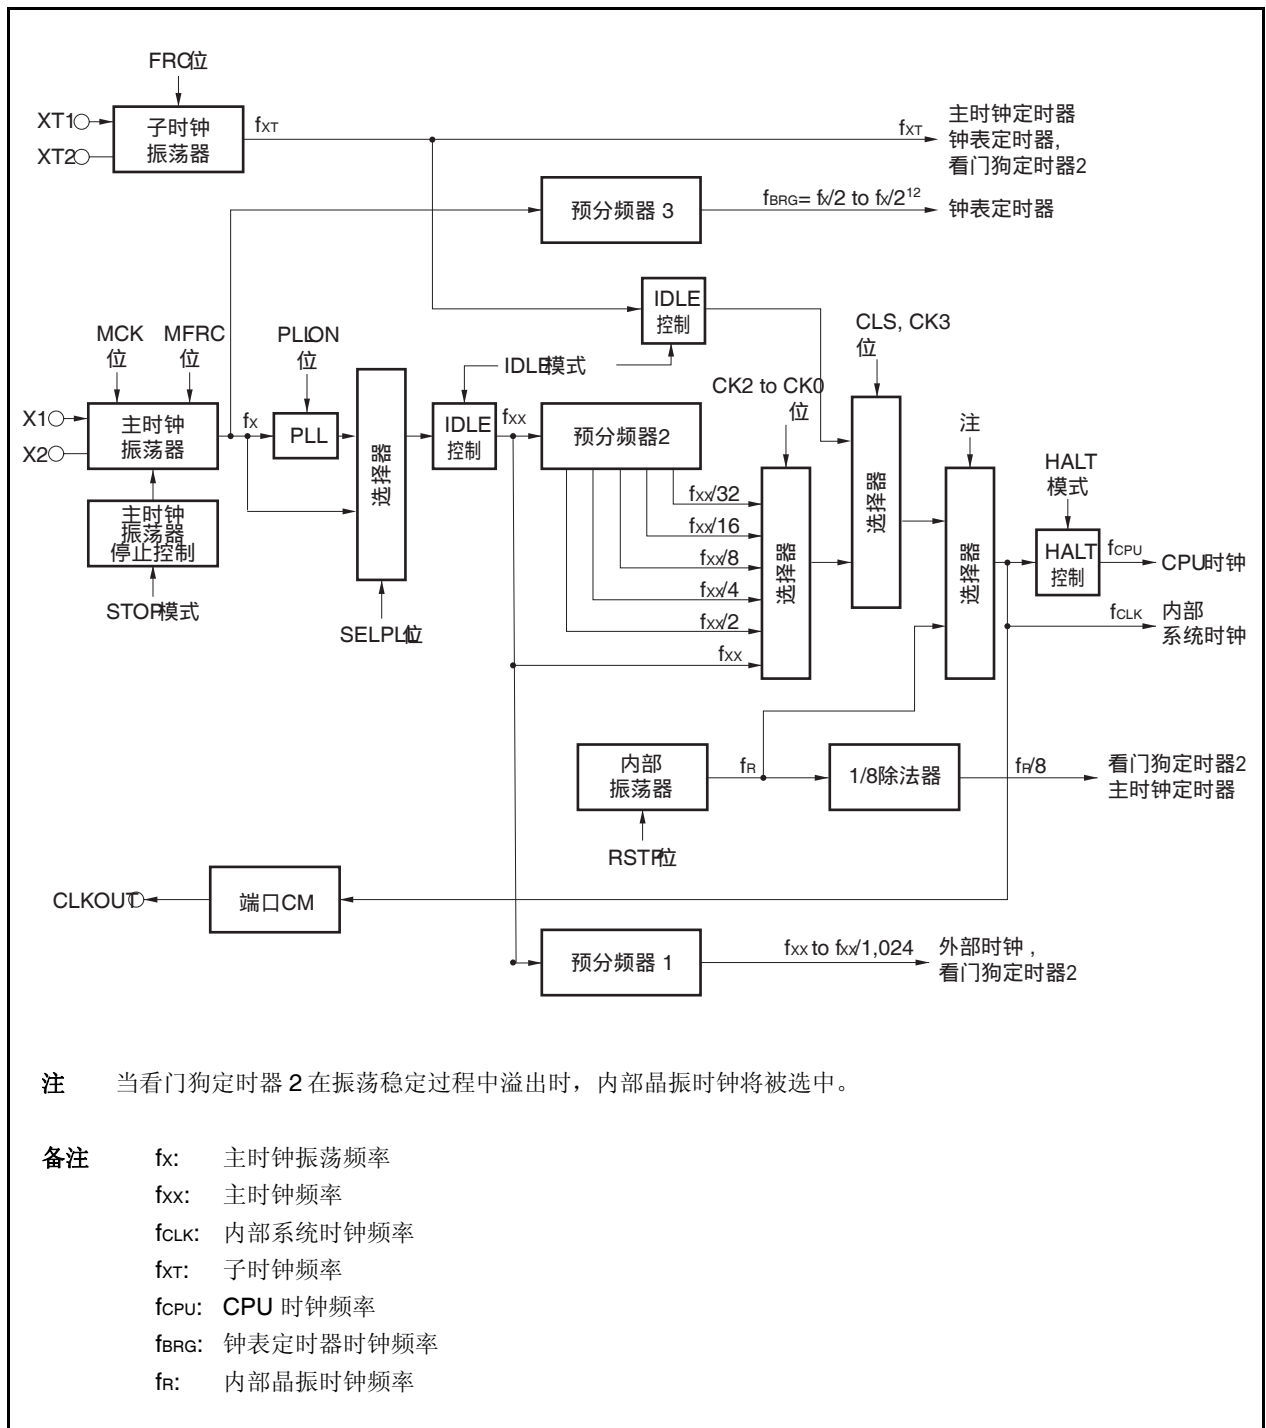 FRC位
XT1
XT2
子时钟
振荡器
fXT
fXT
主时钟定时器
钟表定时器,
看门狗定时器2
预分频器 3
fBRG= fX/2 to fX/2¹²
钟表定时器
IDLE
控制
MCK
位
MFRC
位
PLLON
位
IDLE模式
CLS, CK3
位
CK2 to CK0
位
X1
X2
主时钟
振荡器
fX
PLL
选择器
IDLE
控制
fXX
预分频器2
注
HALT
模式
主时钟
振荡器
停止控制
STOP模式
SELPLL位
fXX/32
fXX/16
fXX/8
fXX/4
fXX/2
fXX
选择器
选择器
选择器
HALT
控制
fCPU
CPU时钟
fCLK
内部
系统时钟
内部
振荡器
fR
1/8除法器
fR/8
看门狗定时器2
主时钟定时器
RSTP位
CLKOUT
端口CM
预分频器 1
fXX to fXX/1,024
外部时钟 ,
看门狗定时器2
注 当看门狗定时器 2 在振荡稳定过程中溢出时，内部晶振时钟将被选中。
备注 fX: 主时钟振荡频率
fXX: 主时钟频率
fCLK: 内部系统时钟频率
fXT: 子时钟频率
fCPU: CPU 时钟频率
fBRG: 钟表定时器时钟频率
fR: 内部晶振时钟频率